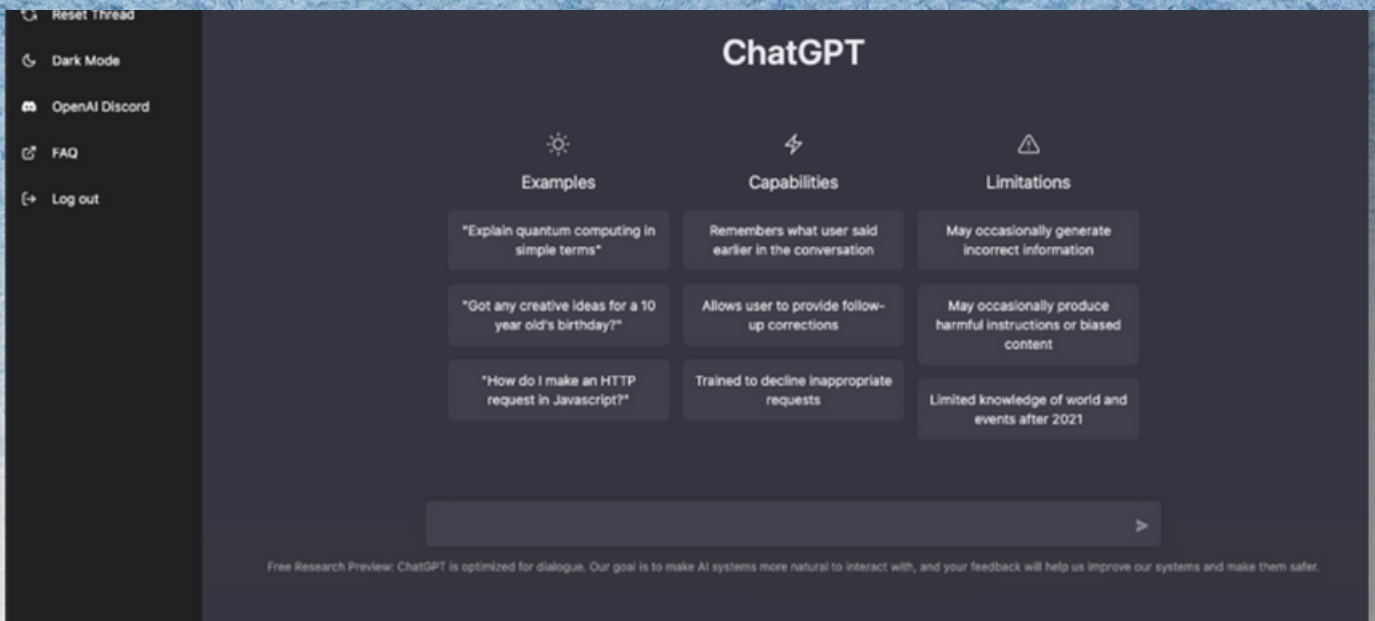 Reset Thread
Dark Mode
OpenAI Discord
FAQ
Log out
ChatGPT
Examples
"Explain quantum computing in
simple terms"
"Got any creative ideas for a 10
year old's birthday?"
"How do I make an HTTP
request in Javascript?"
Capabilities
Remembers what user said
earlier in the conversation
Allows user to provide follow-
up corrections
Trained to decline inappropriate
requests
Limitations
May occasionally generate
incorrect information
May occasionally produce
harmful instructions or biased
content
Limited knowledge of world and
events after 2021
Free Research Preview: ChatGPT is optimized for dialogue. Our goal is to make AI systems more natural to interact with, and your feedback will help us improve our systems and make them safer.